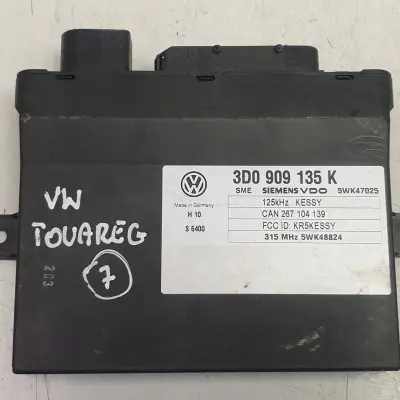 3D0 909 135 K
SME SIEMENS VDO 5WK47025
Made in Germany
H 10
S 6400
125kHz KESSY
CAN 267 104 139
FCC ID: KR5KESSY
315 MHz 5WK48824
VW
TOUAREG
7
203